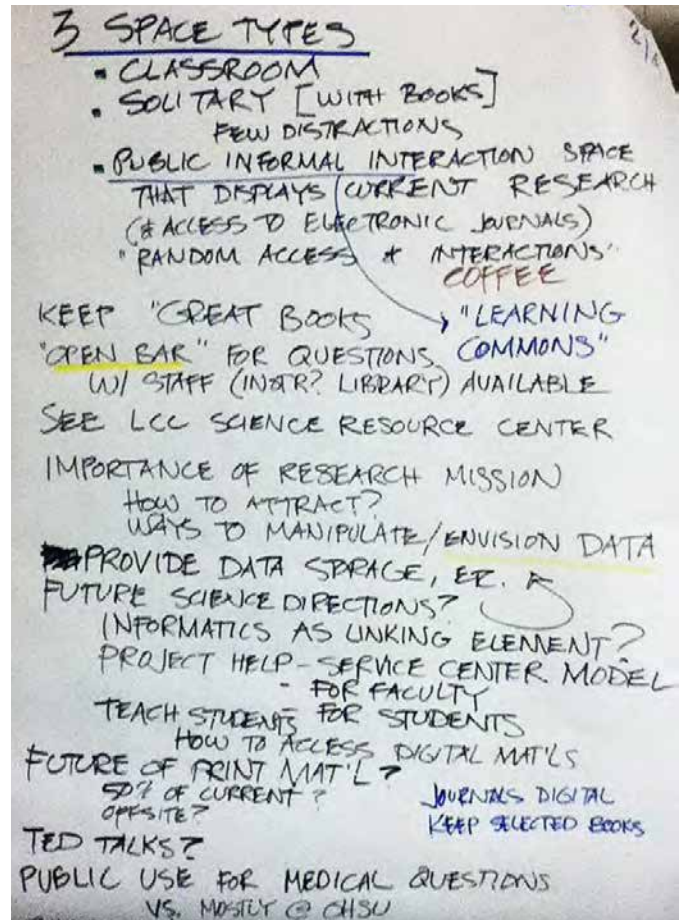 3 SPACE TYPES
▪ CLASSROOM
• SOLITARY [WITH BOOKS]
FEW DISTRACTIONS
▪ PUBLIC INFORMAL INTERACTION SPACE
THAT DISPLAYS CURRENT RESEARCH
(& ACCESS TO ELECTRONIC JOURNALS)
"RANDOM ACCESS & INTERACTIONS"
COFFEE
KEEP "GREAT BOOKS
"LEARNING
COMMONS"
"OPEN BAR" FOR QUESTIONS
W/ STAFF (INSTR? LIBRARY) AVAILABLE
SEE LCC SCIENCE RESOURCE CENTER
IMPORTANCE OF RESEARCH MISSION
HOW TO ATTRACT?
WAYS TO MANIPULATE/ENVISION DATA
PROVIDE DATA STORAGE, ETC.
FUTURE SCIENCE DIRECTIONS?
INFORMATICS AS LINKING ELEMENT?
PROJECT HELP - SERVICE CENTER MODEL
- FOR FACULTY
FOR STUDENTS
TEACH STUDENTS
HOW TO ACCESS DIGITAL MAT'LS
FUTURE OF PRINT MAT'L?
50% OF CURRENT?
OFFSITE?
JOURNALS DIGITAL
KEEP SELECTED BOOKS
TED TALKS?
PUBLIC USE FOR MEDICAL QUESTIONS
VS. MOSTLY @ OHSU